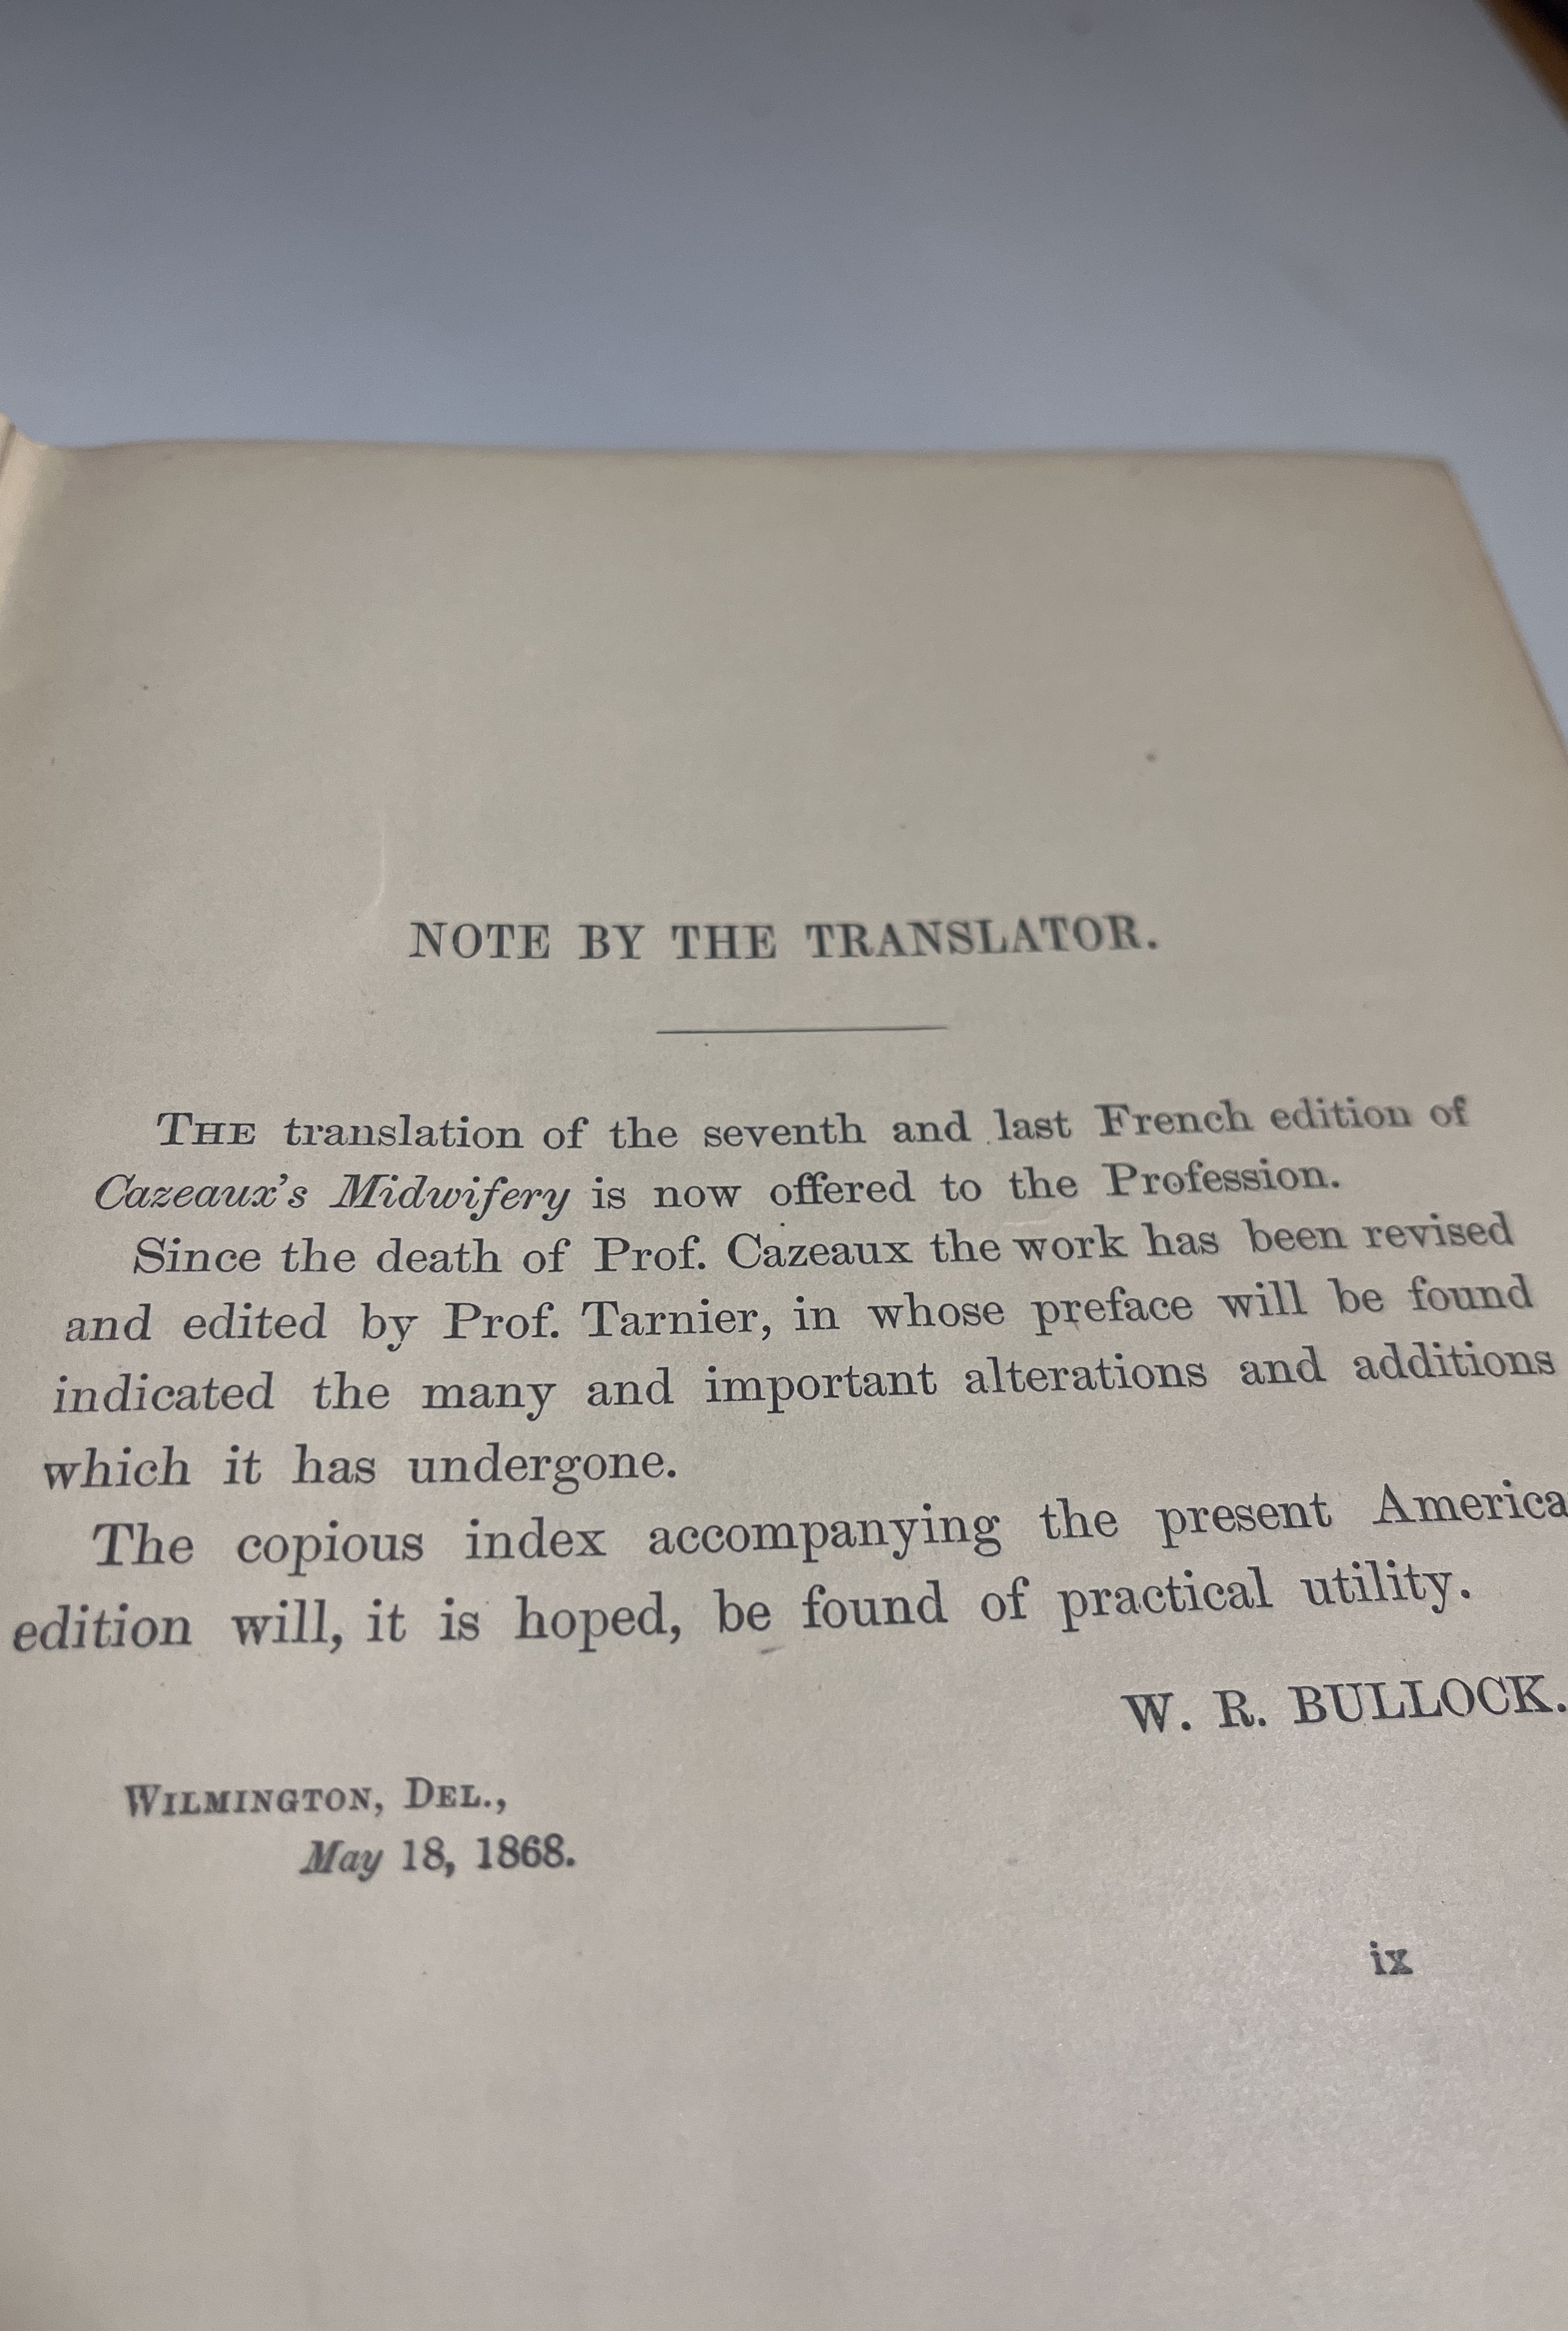 NOTE BY THE TRANSLATOR.
THE translation of the seventh and last French edition of
Cazeaux's Midwifery is now offered to the Profession.
Since the death of Prof. Cazeaux the work has been revised
and edited by Prof. Tarnier, in whose preface will be found
indicated the many and important alterations and additions
which it has undergone.
The copious index accompanying the present America
edition will, it is hoped, be found of practical utility.
W. R. BULLOCK.
WILMINGTON, DEL.,
May 18, 1868.
ix